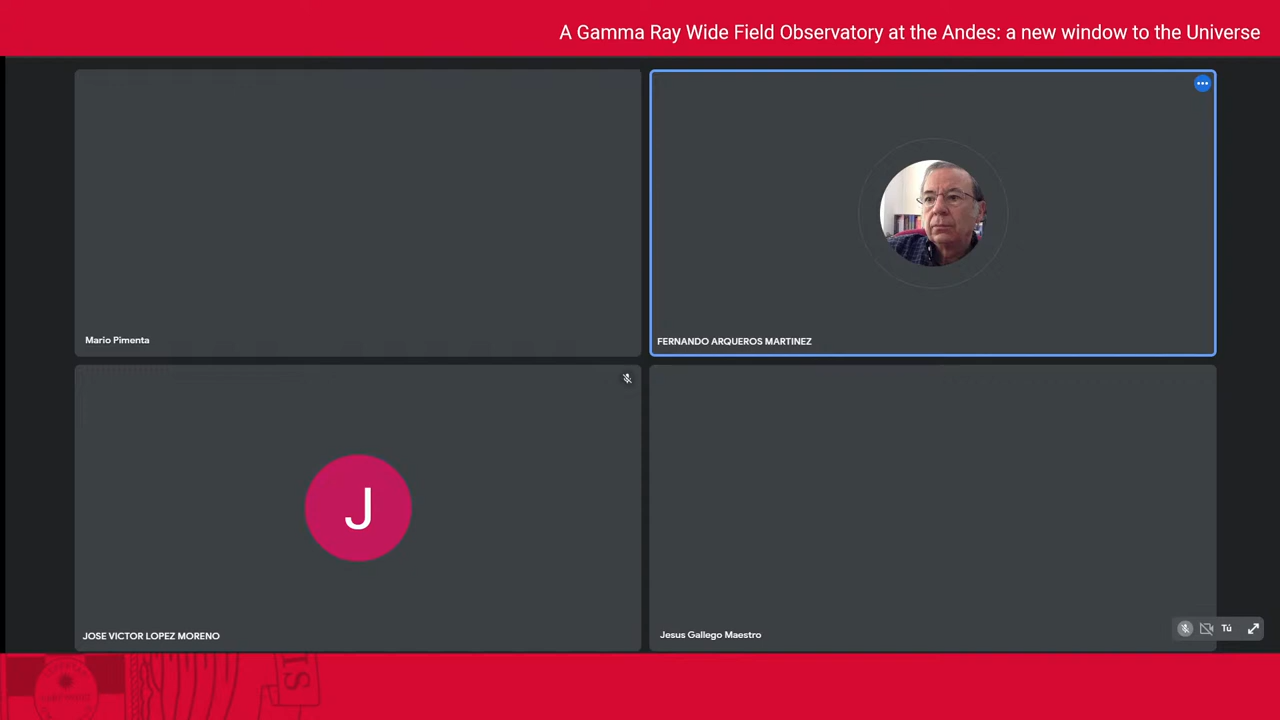 A Gamma Ray Wide Field Observatory at the Andes: a new window to the Universe
Mario Pimenta
FERNANDO ARQUEROS MARTINEZ
J
JOSE VICTOR LOPEZ MORENO
Jesus Gallego Maestro
Tú
SIS